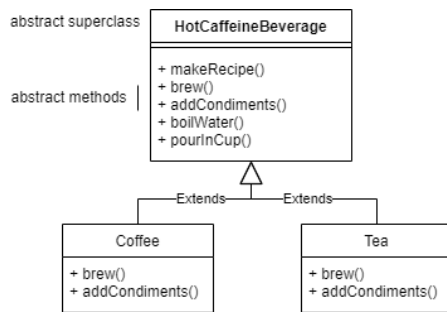 abstract superclass
HotCaffeineBeverage
+ makeRecipe()
abstract methods
+ brew()
+ addCondiments()
+ boilWater()
+ pourInCup()
Extends
Extends
Coffee
+ brew()
+ addCondiments()
Tea
+ brew()
+ addCondiments()